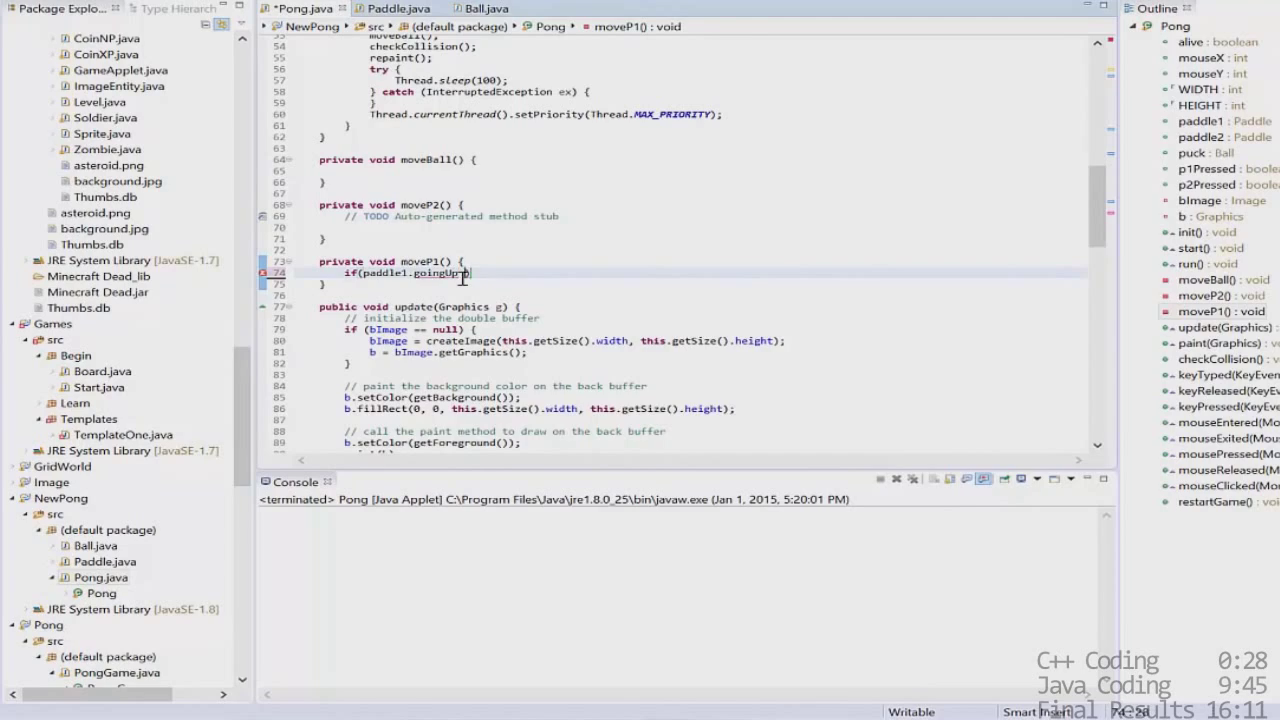 Package Explo...
Type Hierarch
CoinNP.java
CoinXP.java
GameApplet.java
ImageEntity.java
Level.java
Soldier.java
Sprite.java
Zombie.java
asteroid.png
background.jpg
Thumbs.db
asteroid.png
background.jpg
Thumbs.db
JRE System Library [JavaSE-1.7]
Minecraft Dead_lib
Minecraft Dead.jar
Thumbs.db
Games
src
Begin
Board.java
Start.java
Learn
Templates
TemplateOne.java
JRE System Library [JavaSE-1.7]
GridWorld
Image
NewPong
src
(default package)
Ball.java
Paddle.java
Pong.java
Pong
JRE System Library [JavaSE-1.8]
Pong
src
(default package)
PongGame.java
*Pong.java
Paddle.java
Ball.java
NewPong
src
(default package)
Pong
movePl() : void
53 moveBall();
54 checkCollision();
56 repaint();
56 try {
57 Thread.sleep(100);
58 } catch (InterruptedException ex) {
59 }
60 Thread.currentThread().setPriority(Thread.MAX_PRIORITY);
61 }
62 }
63
64 private void moveBall() {
65
66 }
67
68 private void moveP2() {
69 // TODO Auto-generated method stub
70
71 }
72
73 private void moveP1() {
74 if(paddle1.goingUp
75 }
76
77 public void update(Graphics g) {
78 // initialize the double buffer
79 if (bImage == null) {
80 bImage = createImage(this.getSize().width, this.getSize().height);
81 b = bImage.getGraphics();
82 }
83
84 // paint the background color on the back buffer
85 b.setColor(getBackground());
86 b.fillRect(0, 0, this.getSize().width, this.getSize().height);
87
88 // call the paint method to draw on the back buffer
89 b.setColor(getForeground());
Console
<terminated> Pong [Java Applet] C:\Program Files\Java\jre1.8.0_25\bin\javaw.exe (Jan 1, 2015, 5:20:01 PM)
Outline
Pong
alive : boolean
mouseX : int
mouseY : int
WIDTH : int
HEIGHT : int
paddle1 : Paddle
paddle2 : Paddle
puck : Ball
p1Pressed : 
p2Pressed : 
bImage : Image
b : Graphics
init() : void
start() : void
run() : void
moveBall() : void
moveP2() : void
moveP1() : void
update(Graphics) :
paint(Graphics) : v
checkCollision() :
keyTyped(KeyEve
keyReleased(KeyE
keyPressed(KeyEve
mouseEntered(Mo
mouseExited(Mou
mousePressed(Mo
mouseReleased(M
mouseClicked(Mou
restartGame() : voi
C++ Coding 0:28
Java Coding 9:45
Final Results 16:11
Writable
Smart Insert